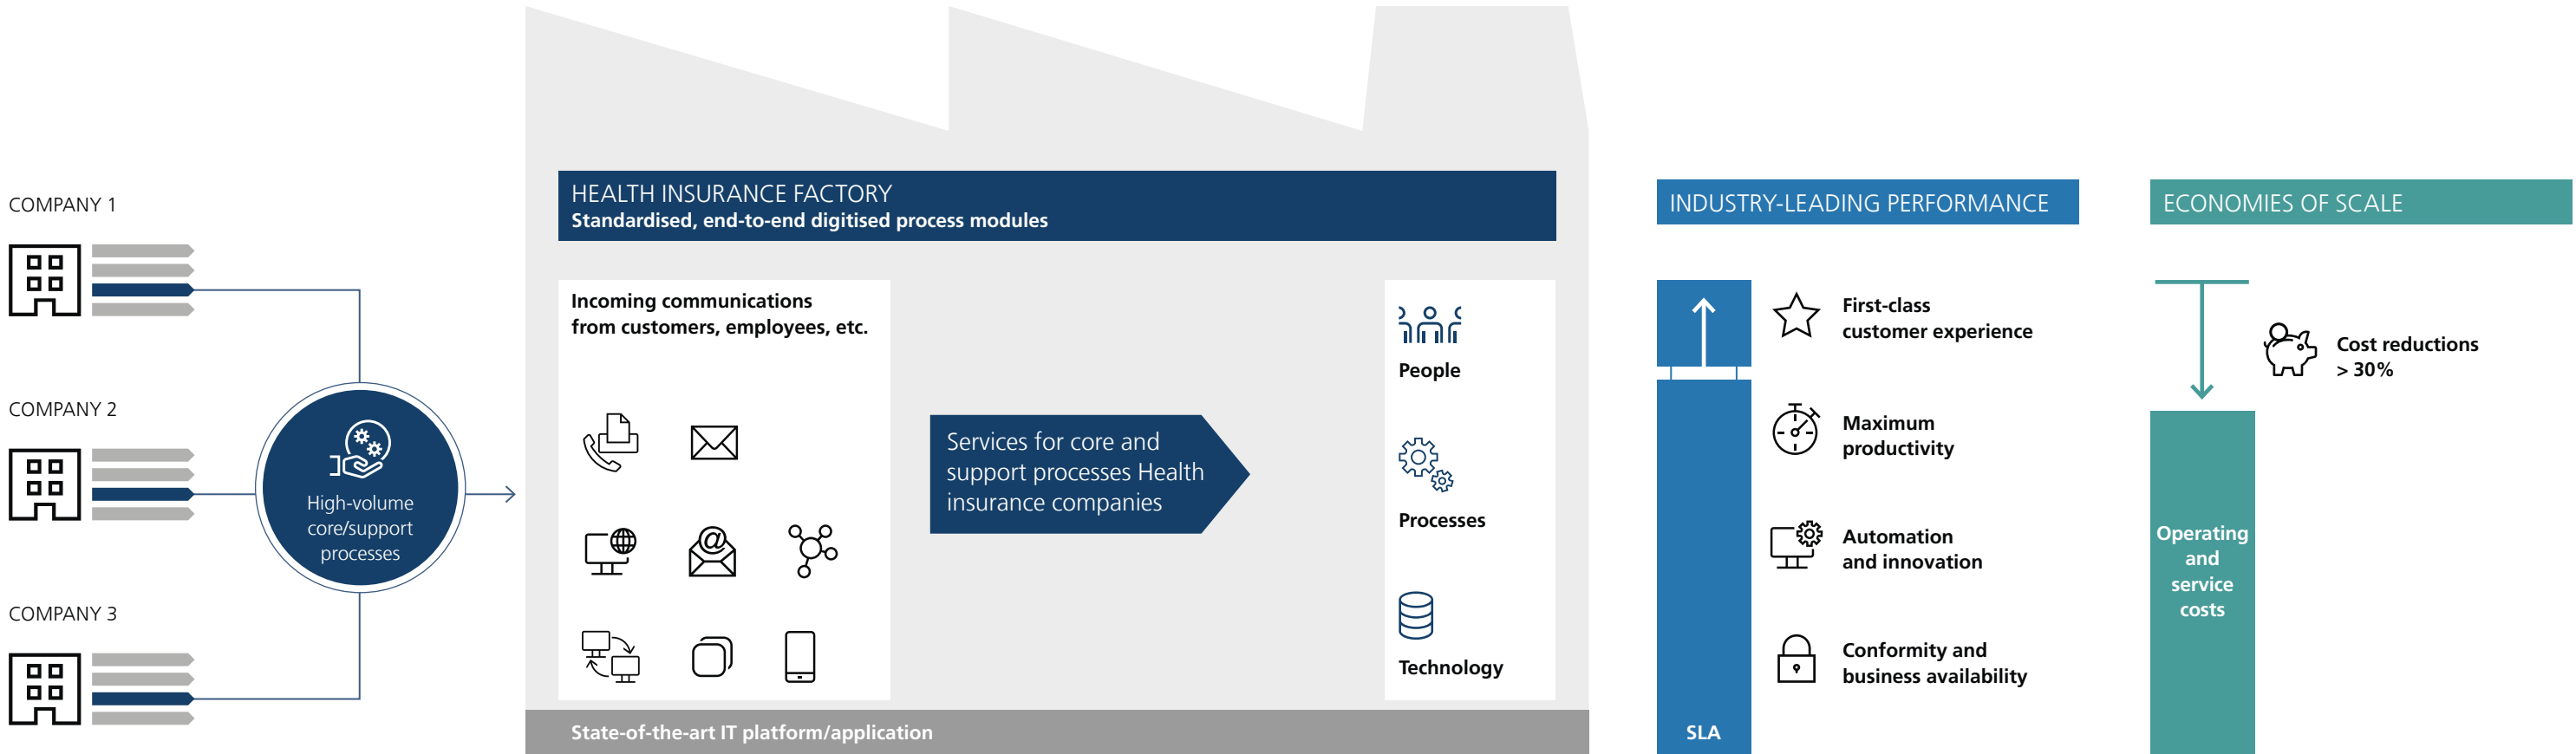 COMPANY 1
COMPANY 2
COMPANY 3
High-volume
core/support
processes
HEALTH INSURANCE FACTORY
Standardised, end-to-end digitised process modules
Incoming communications
from customers, employees, etc.
Services for core and
support processes Health
insurance companies
People
Processes
Technology
State-of-the-art IT platform/application
INDUSTRY-LEADING PERFORMANCE
First-class
customer experience
Maximum
productivity
Automation
and innovation
Conformity and
business availability
SLA
ECONOMIES OF SCALE
Cost reductions
> 30%
Operating
and
service
costs